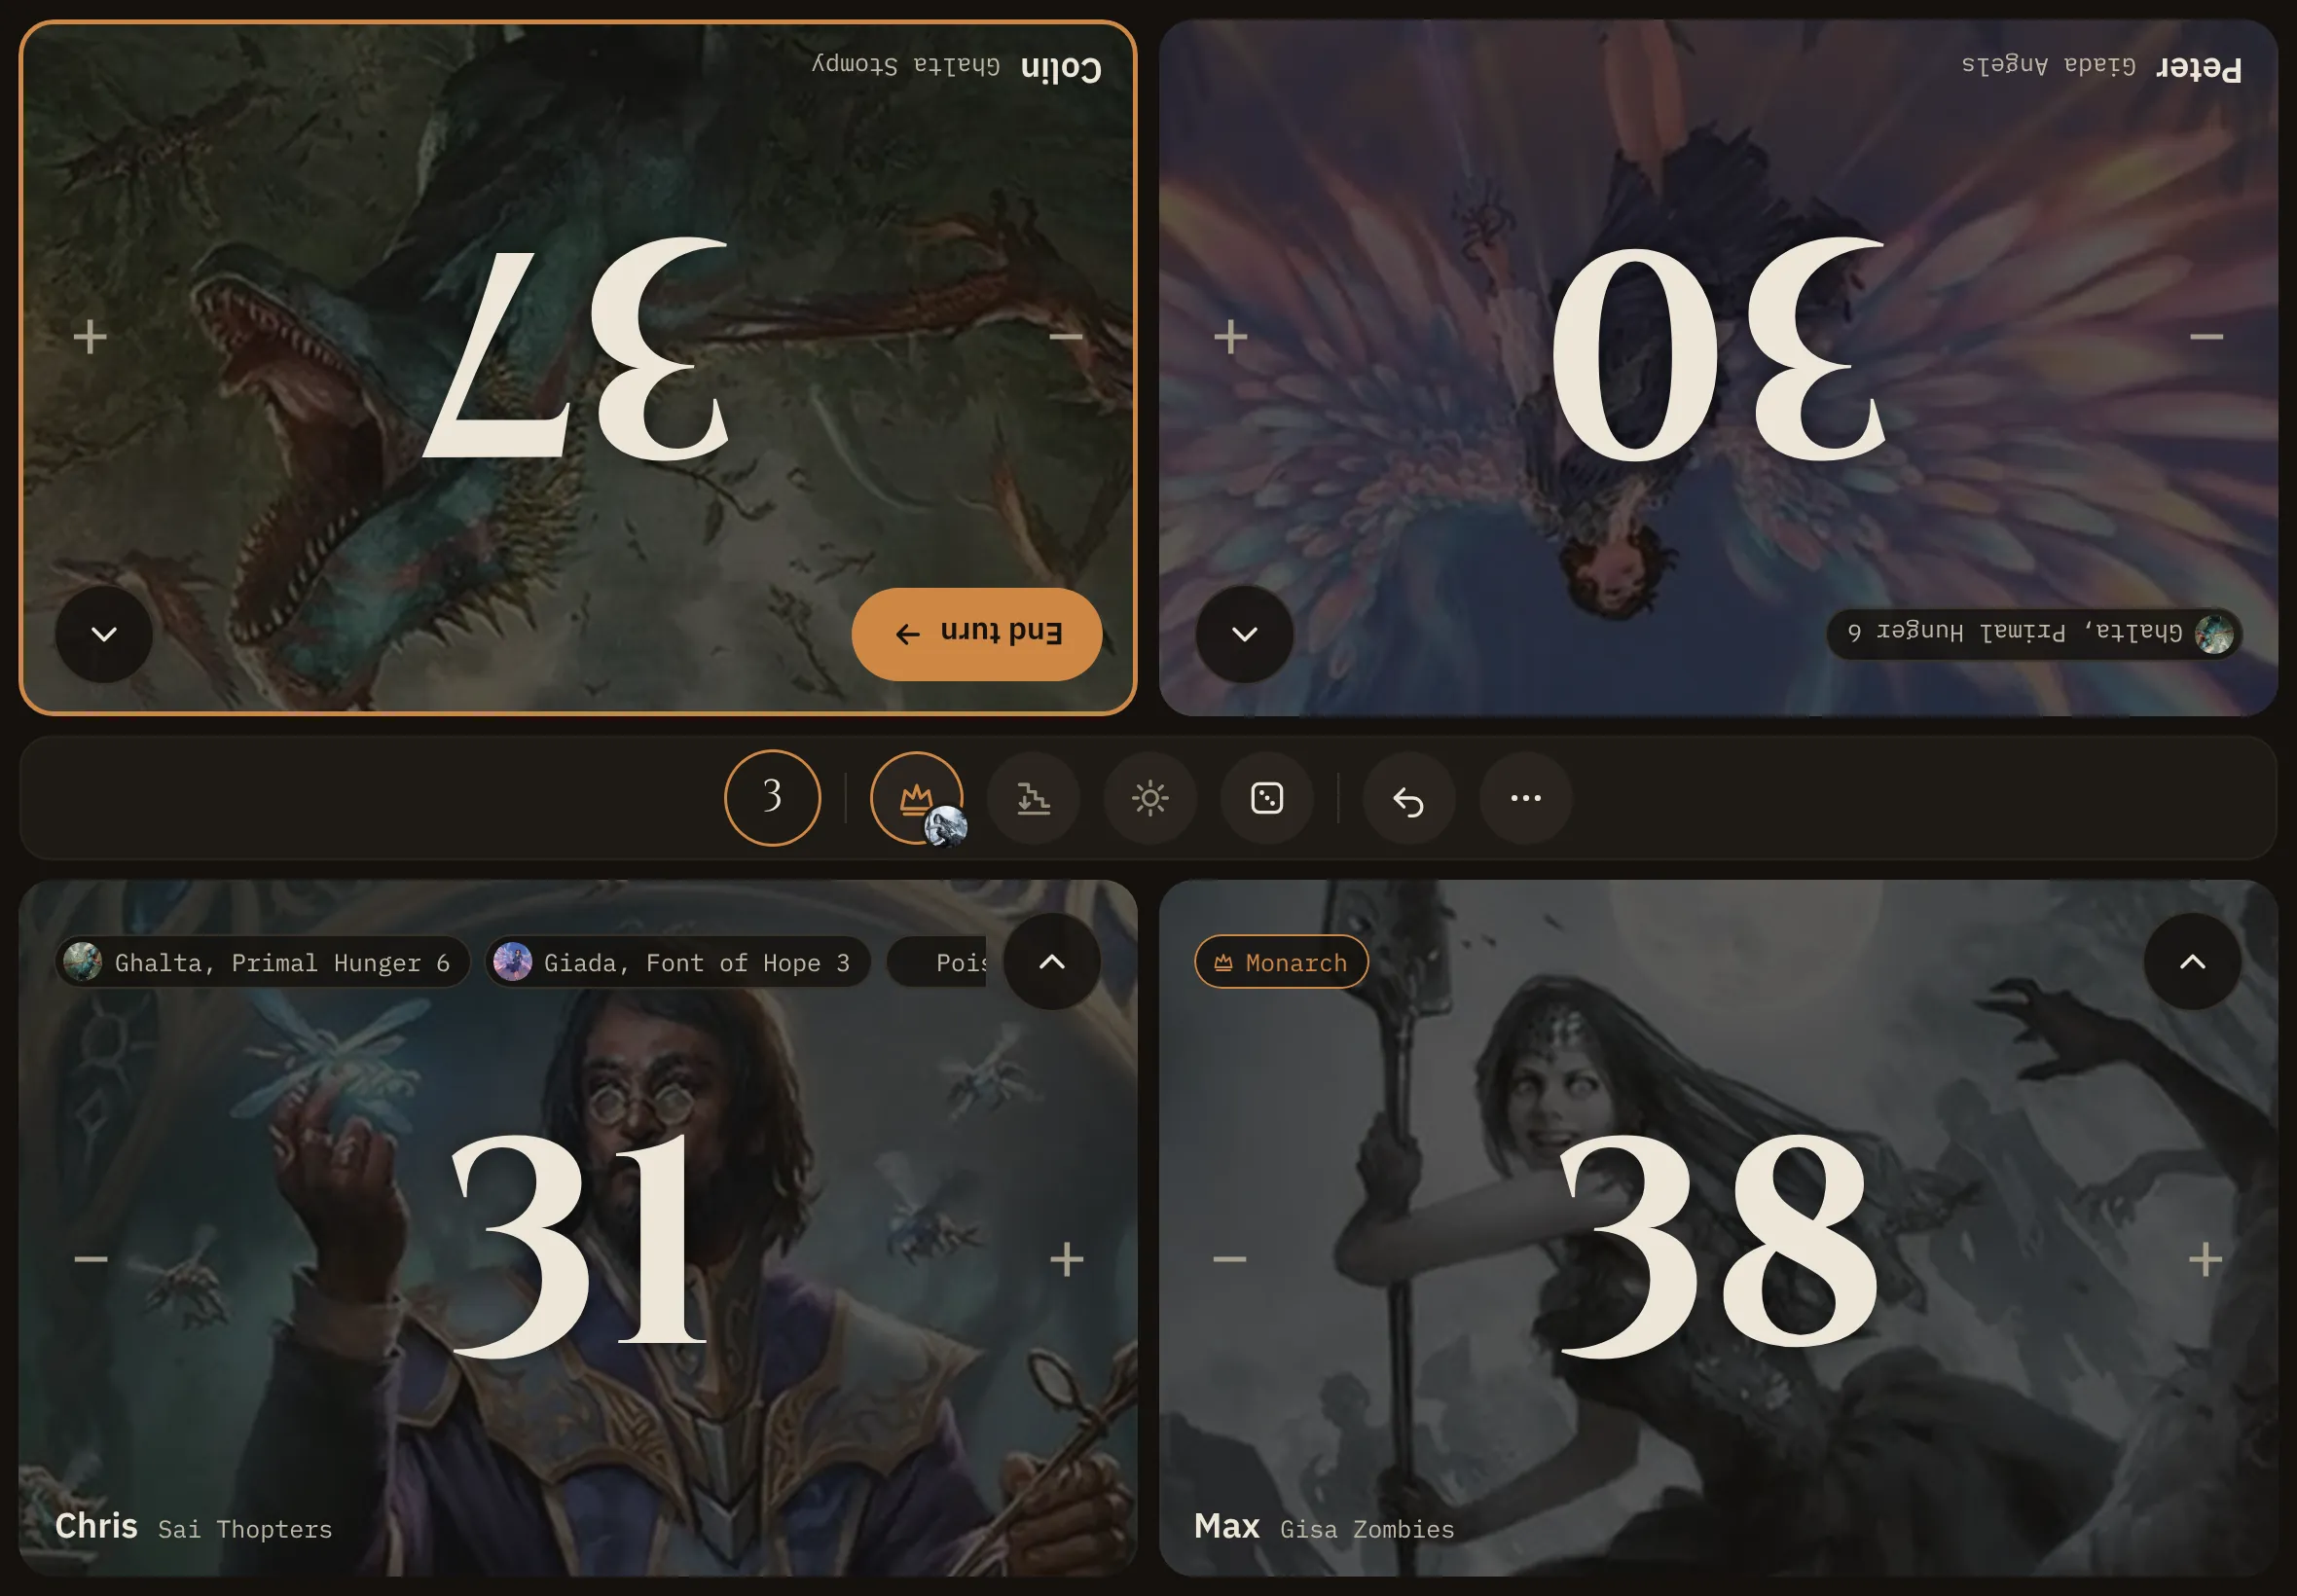 Colin Ghalta Stompy
37
End turn
Peter Giada Angels
30
Ghalta, Primal Hunger 6
3
Ghalta, Primal Hunger 6
Giada, Font of Hope 3
31
Chris Sai Thopters
Monarch
38
Max Gisa Zombies